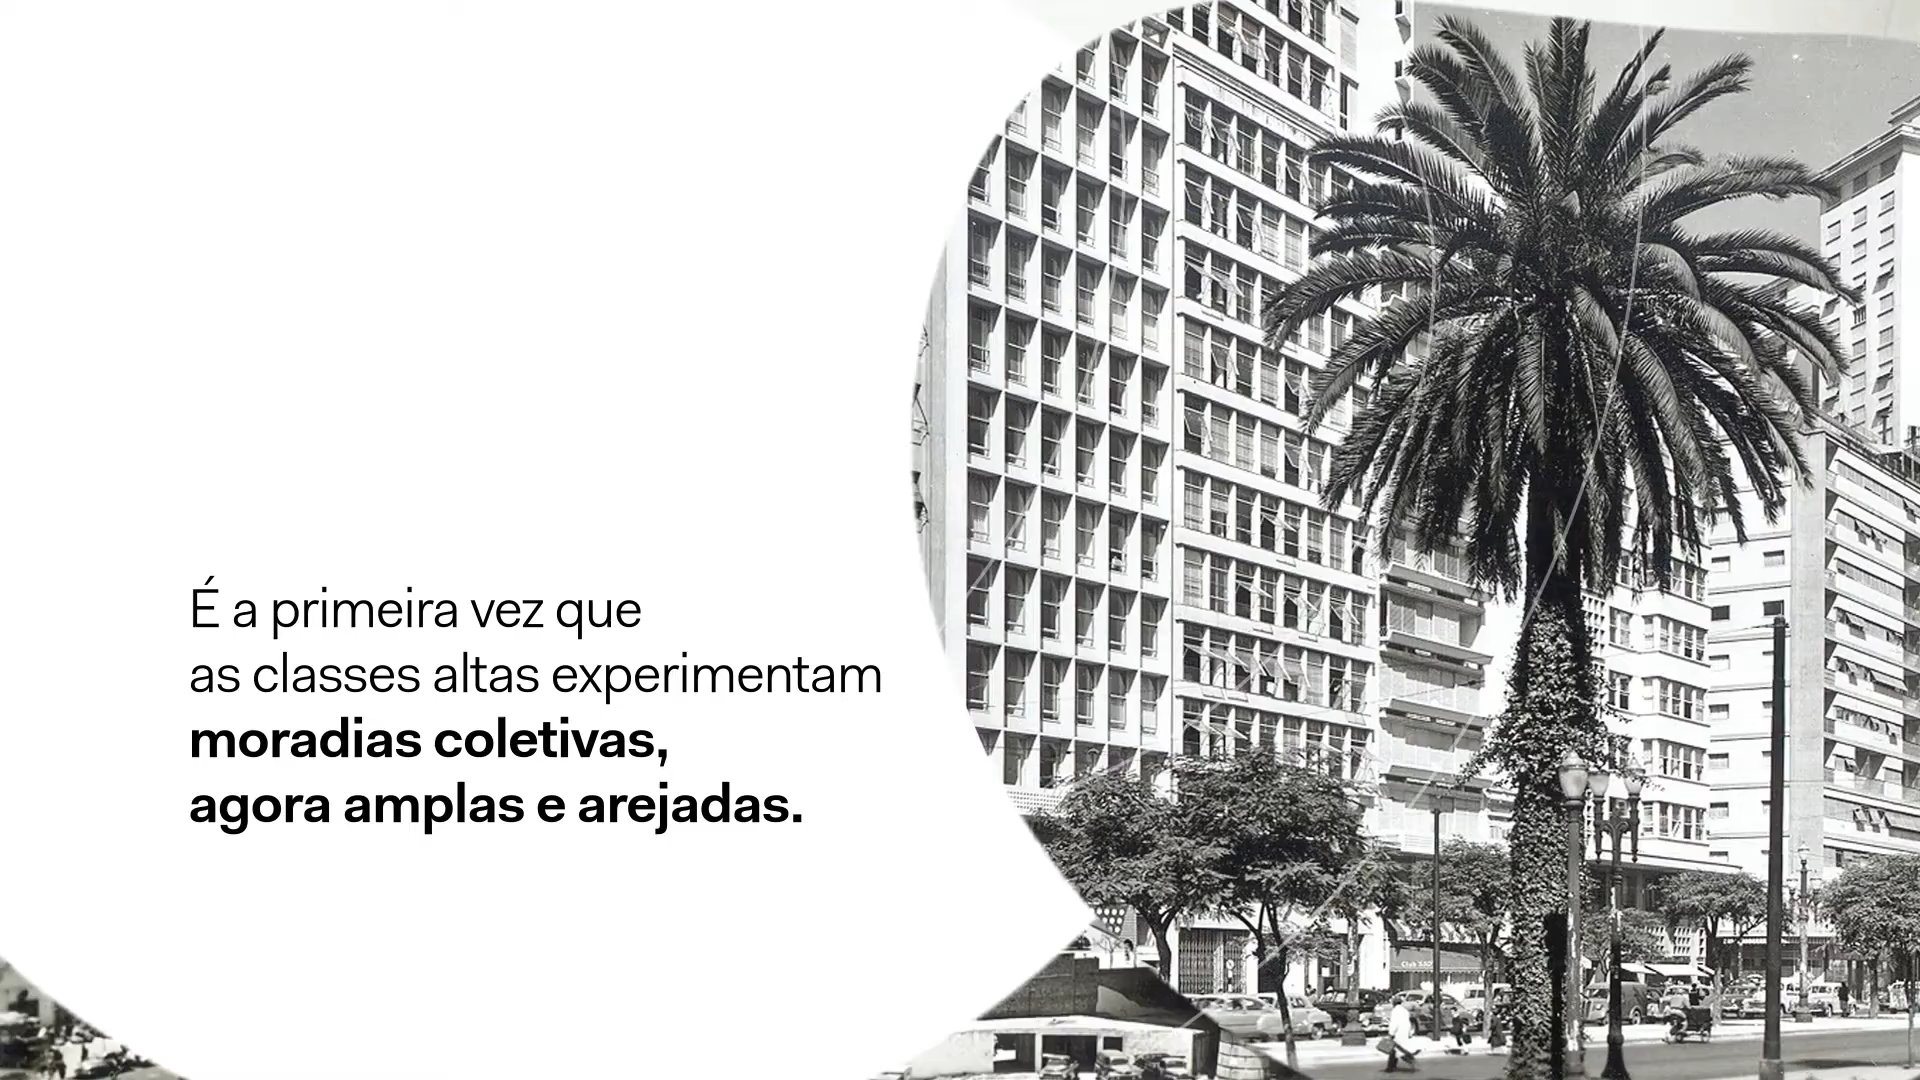 É a primeira vez que
as classes altas experimentam
moradias coletivas,
agora amplas e arejadas.